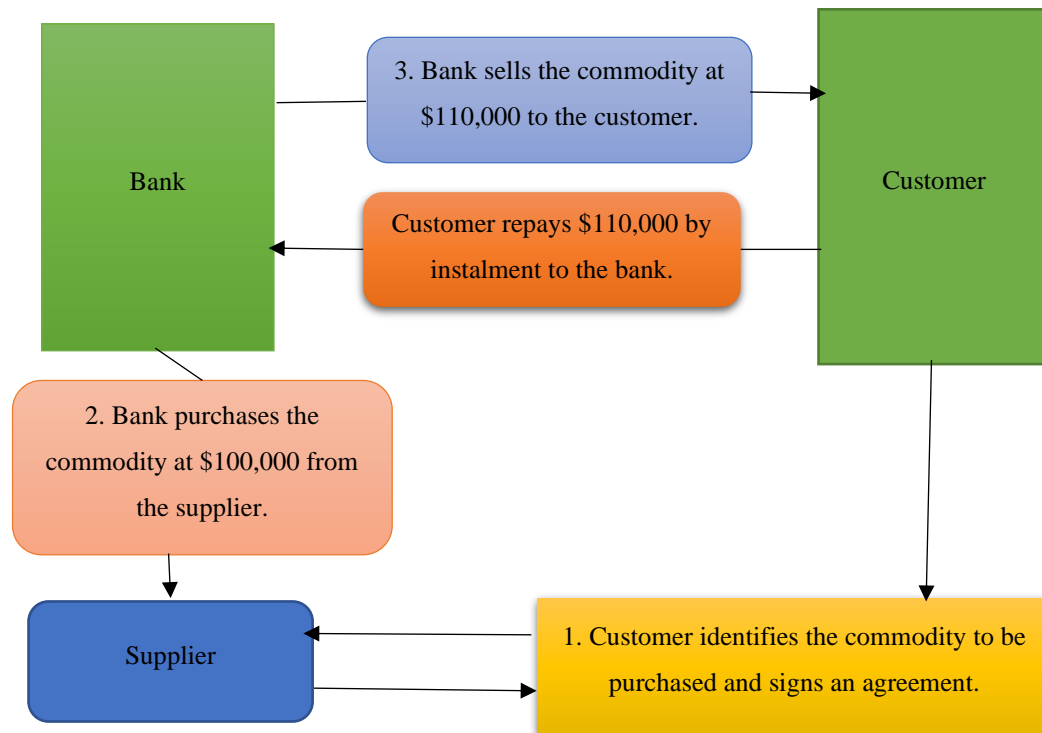 3. Bank sells the commodity at
$110,000 to the customer.
Bank
Customer
Customer repays $110,000 by
instalment to the bank.
2. Bank purchases the
commodity at $100,000 from
the supplier.
Supplier
1. Customer identifies the commodity to be
purchased and signs an agreement.